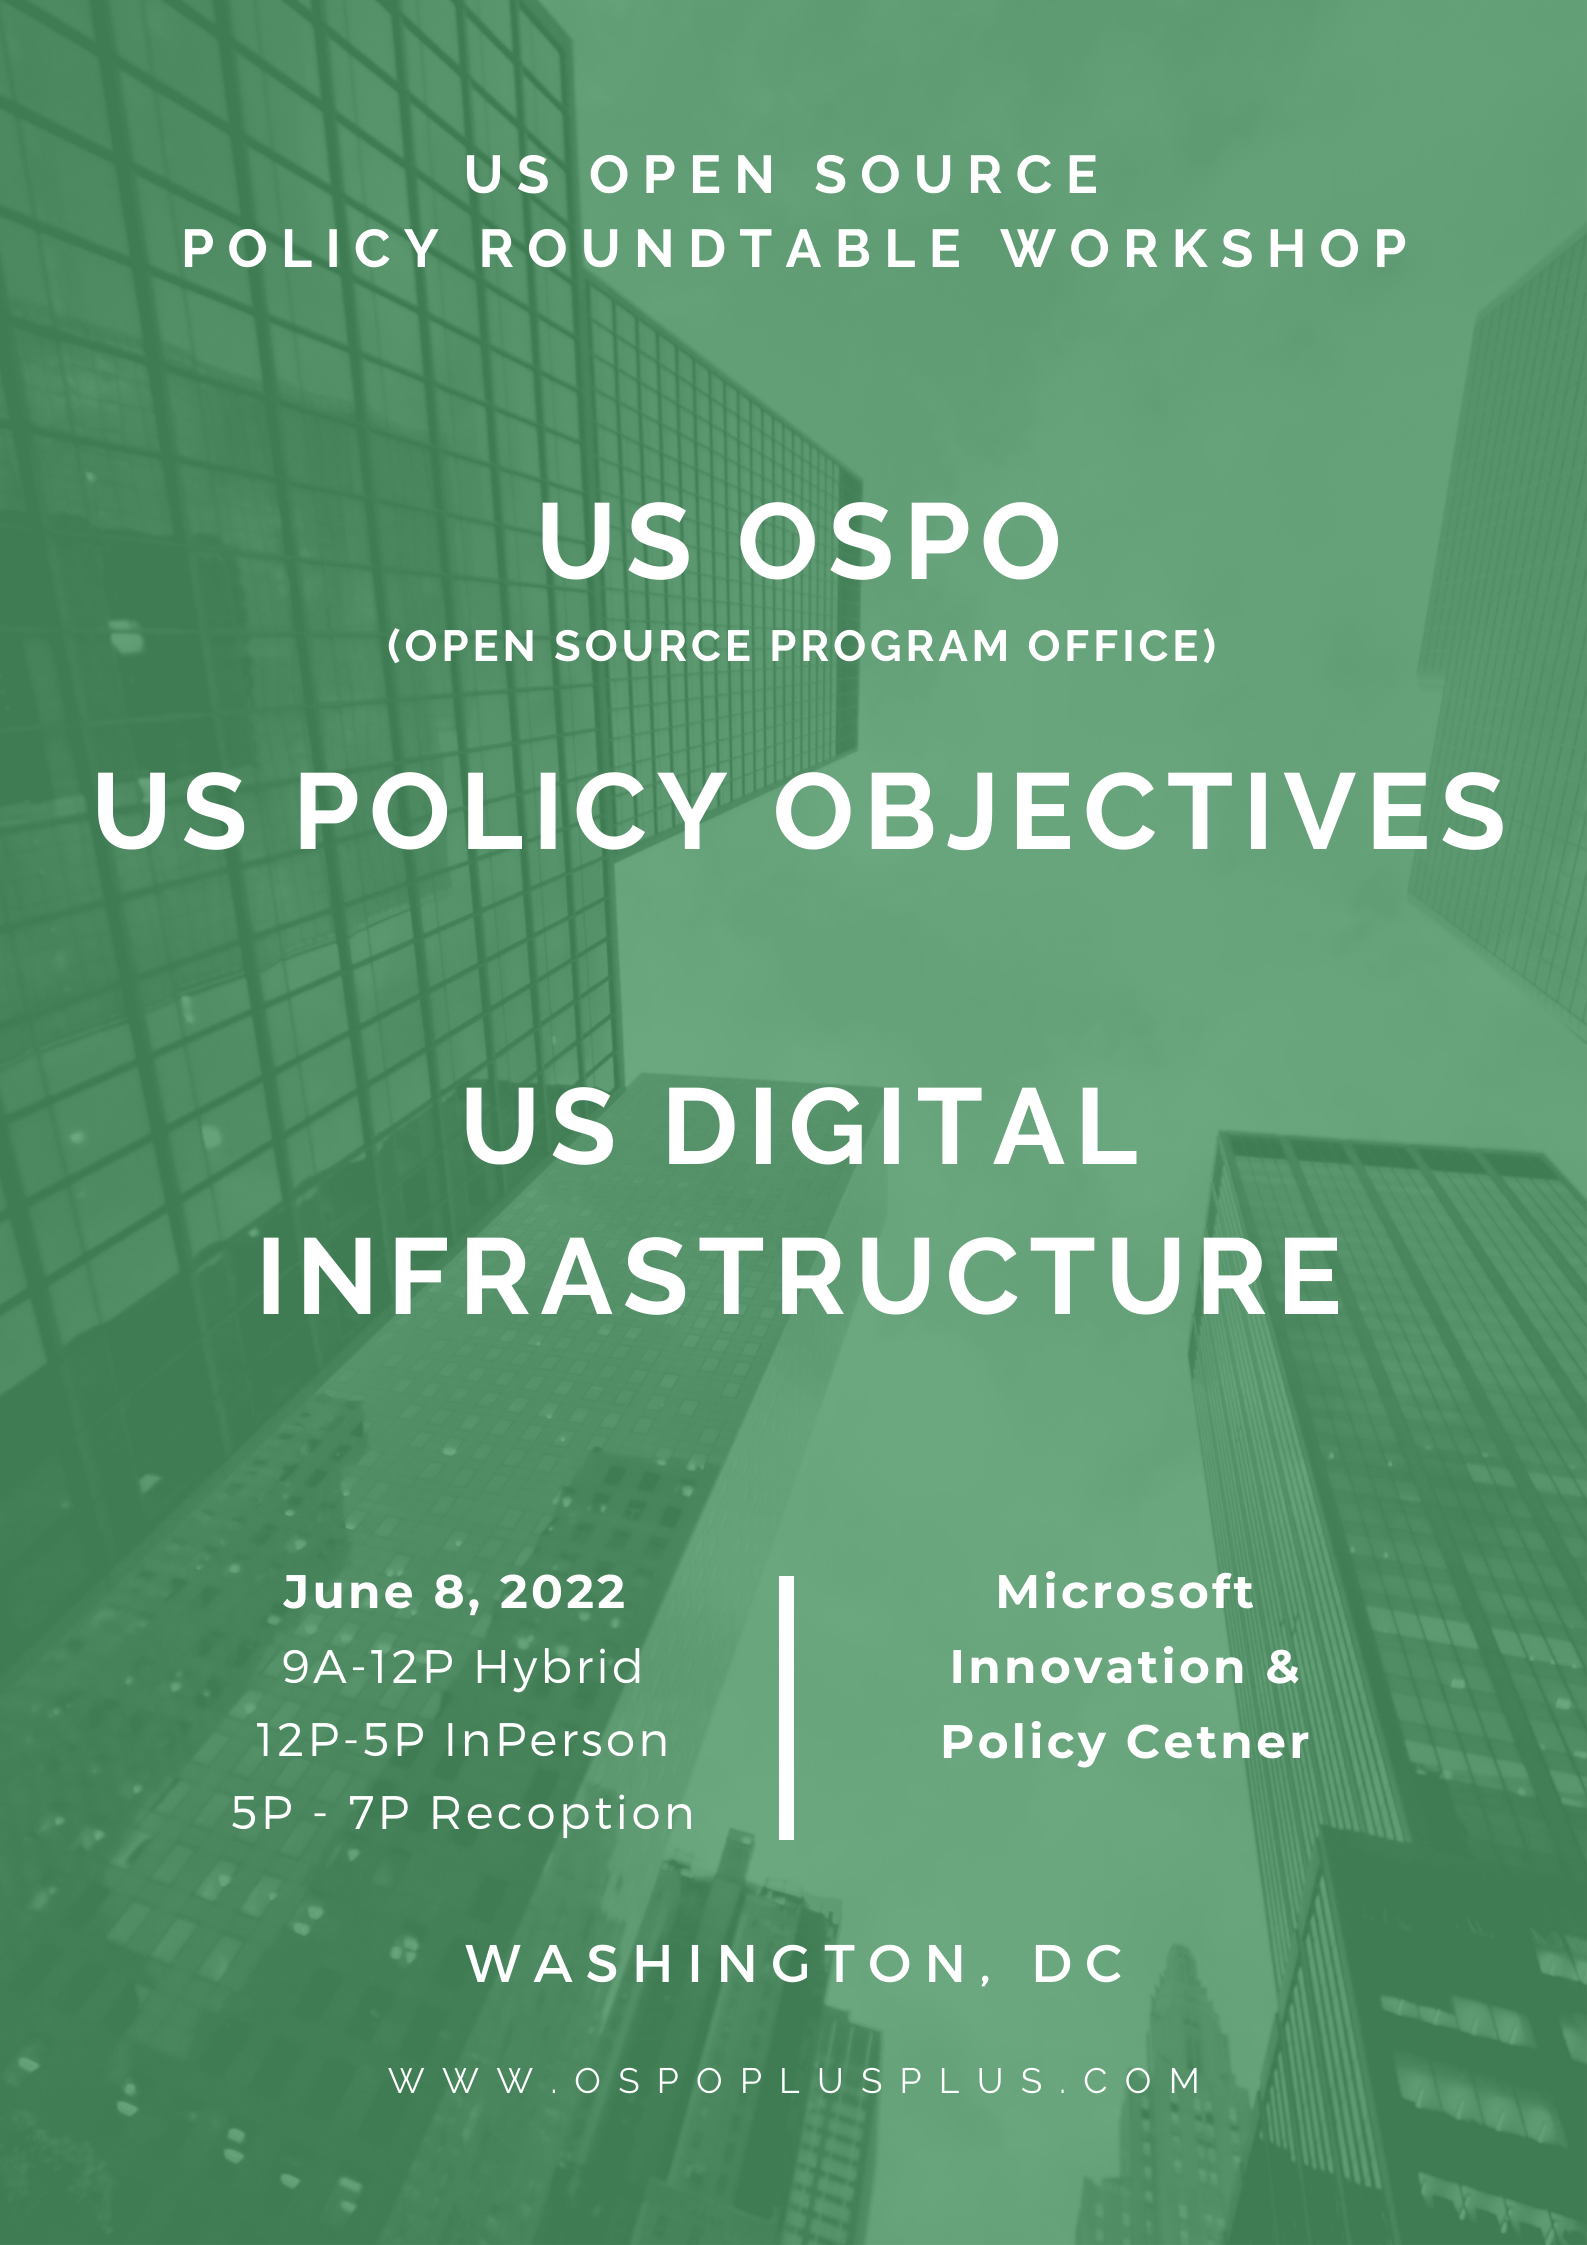 US OPEN SOURCE
POLICY ROUNDTABLE WORKSHOP
US OSPO
(OPEN SOURCE PROGRAM OFFICE)
US POLICY OBJECTIVES
US DIGITAL
INFRASTRUCTURE
June 8, 2022
9A-12P Hybrid
12P-5P InPerson
5P - 7P Recoption
Microsoft
Innovation &
Policy Cetner
WASHINGTON, DC
WWW.OSPOPLUSPLUS.COM